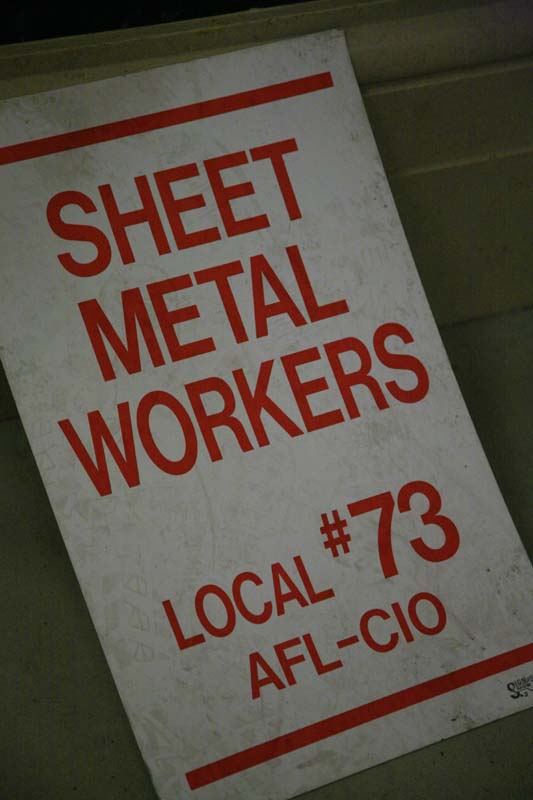 SHEET
METAL
WORKERS
LOCAL #73
AFL-CIO